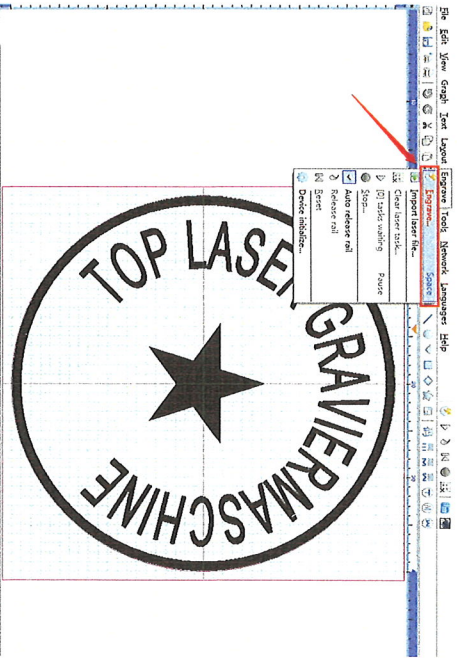 File Edit View Graph Text Layout Engrave Tools Network Languages Help
Engrave... Space
Import laser file...
Clear laser task...
[0] tasks waiting Pause
Stop...
Auto release rail
Release rail
Reset
Device initialize...
TOP LASER GRAVIERMASCHINE